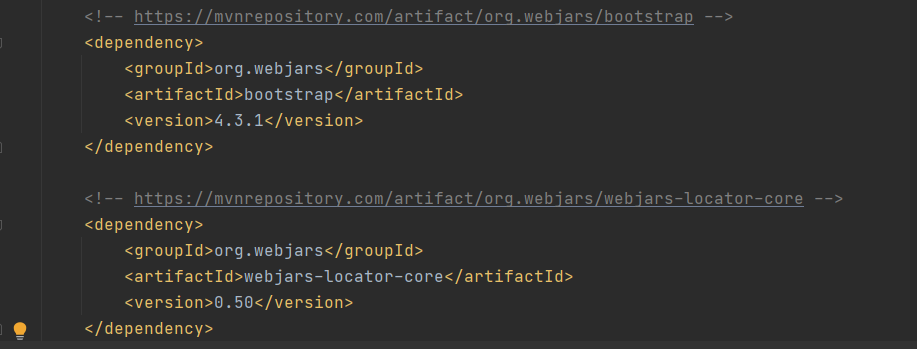 <!-- https://mvnrepository.com/artifact/org.webjars/bootstrap -->
<dependency>
<groupId>org.webjars</groupId>
<artifactId>bootstrap</artifactId>
<version>4.3.1</version>
</dependency>
<!-- https://mvnrepository.com/artifact/org.webjars/webjars-locator-core -->
<dependency>
<groupId>org.webjars</groupId>
<artifactId>webjars-locator-core</artifactId>
<version>0.50</version>
</dependency>